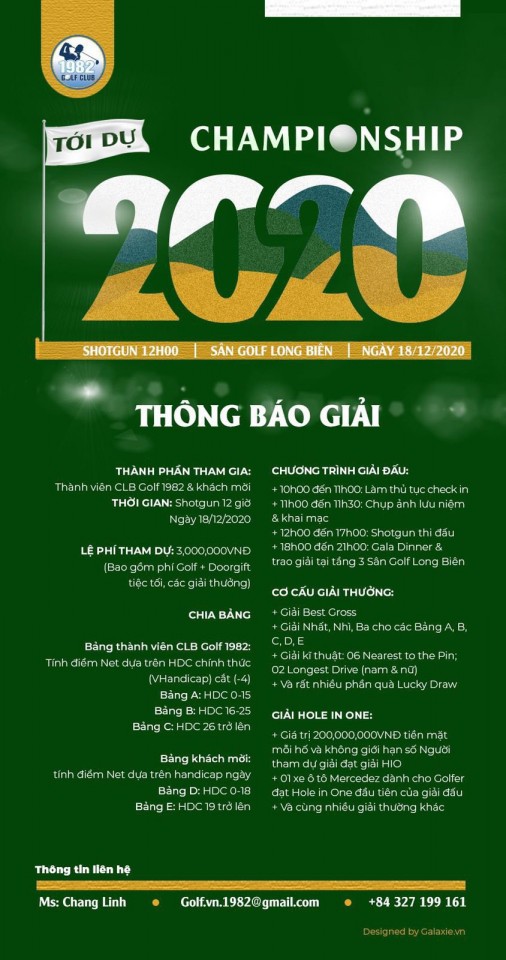 1982
GOLF CLUB
TỚI DỰ
CHAMPIONSHIP
2020
SHOTGUN 12H00 | SÂN GOLF LONG BIÊN | NGÀY 18/12/2020
THÔNG BÁO GIẢI
THÀNH PHẦN THAM GIA:
Thành viên CLB Golf 1982 & khách mời
THỜI GIAN: Shotgun 12 giờ
Ngày 18/12/2020
LỆ PHÍ THAM DỰ: 3,000,000VNĐ
(Bao gồm phí Golf + Doorgift
tiệc tối, các giải thưởng)
CHIA BẢNG
Bảng thành viên CLB Golf 1982:
Tính điểm Net dựa trên HDC chính thức
(VHandicap) cắt (-4)
Bảng A: HDC 0-15
Bảng B: HDC 16-25
Bảng C: HDC 26 trở lên
Bảng khách mời:
tính điểm Net dựa trên handicap ngày
Bảng D: HDC 0-18
Bảng E: HDC 19 trở lên
CHƯƠNG TRÌNH GIẢI ĐẤU:
+ 10h00 đến 11h00: Làm thủ tục check in
+ 11h00 đến 11h30: Chụp ảnh lưu niệm
& khai mạc
+ 12h00 đến 17h00: Shotgun thi đấu
+ 18h00 đến 21h00: Gala Dinner &
trao giải tại tầng 3 Sân Golf Long Biên
CƠ CẤU GIẢI THƯỞNG:
+ Giải Best Gross
+ Giải Nhất, Nhì, Ba cho các Bảng A, B,
C, D, E
+ Giải kĩ thuật: 06 Nearest to the Pin;
02 Longest Drive (nam & nữ)
+ Và rất nhiều phần quà Lucky Draw
GIẢI HOLE IN ONE:
+ Giá trị 200,000,000VNĐ tiền mặt
mỗi hố và không giới hạn số Người
tham dự giải đạt giải HIO
+ 01 xe ô tô Mercedez dành cho Golfer
đạt Hole in One đầu tiên của giải đấu
+ Và cùng nhiều giải thưởng khác
Thông tin liên hệ
Ms: Chang Linh • Golf.vn.1982@gmail.com • +84 327 199 161
Designed by Galaxie.vn